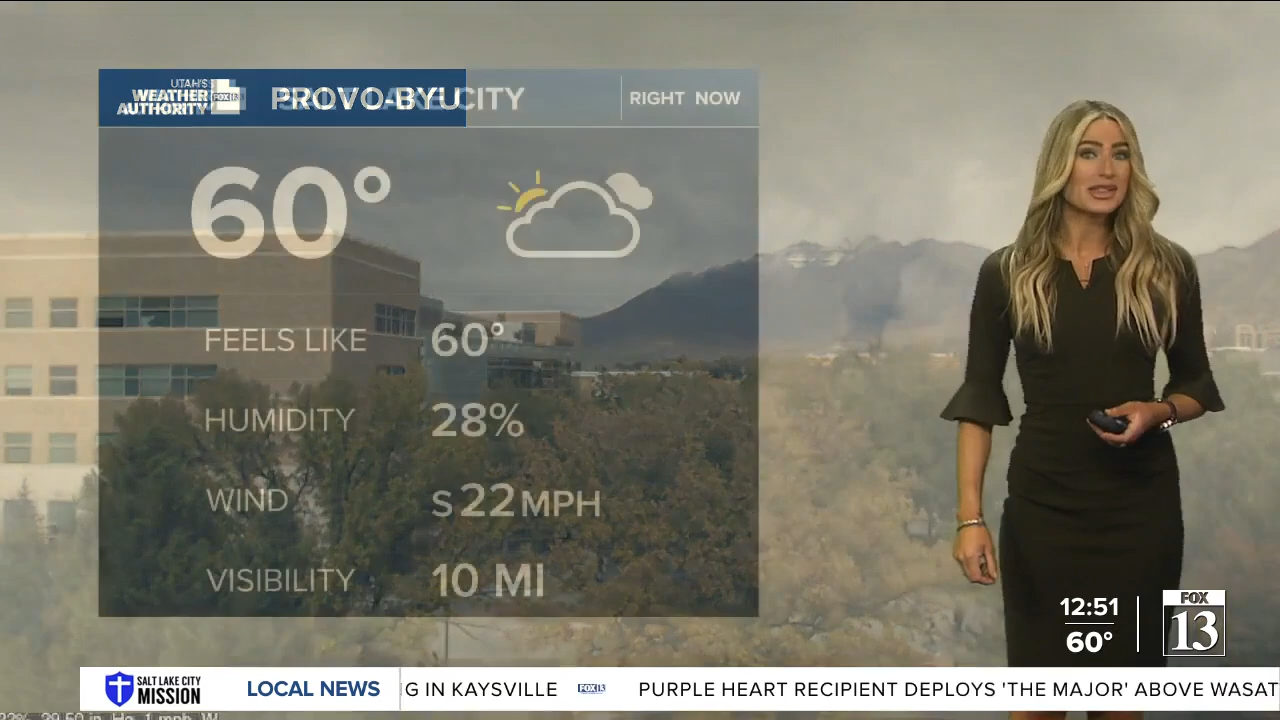 UTAH'S
WEATHER
AUTHORITY
FOX 13
PROVO-BYU
CITY
RIGHT NOW
60°
FEELS LIKE 60°
HUMIDITY 28%
WIND S 22 MPH
VISIBILITY 10 MI
12:51
60°
FOX
13
SALT LAKE CITY
MISSION
LOCAL NEWS
G IN KAYSVILLE FOX 13 PURPLE HEART RECIPIENT DEPLOYS 'THE MAJOR' ABOVE WASAT